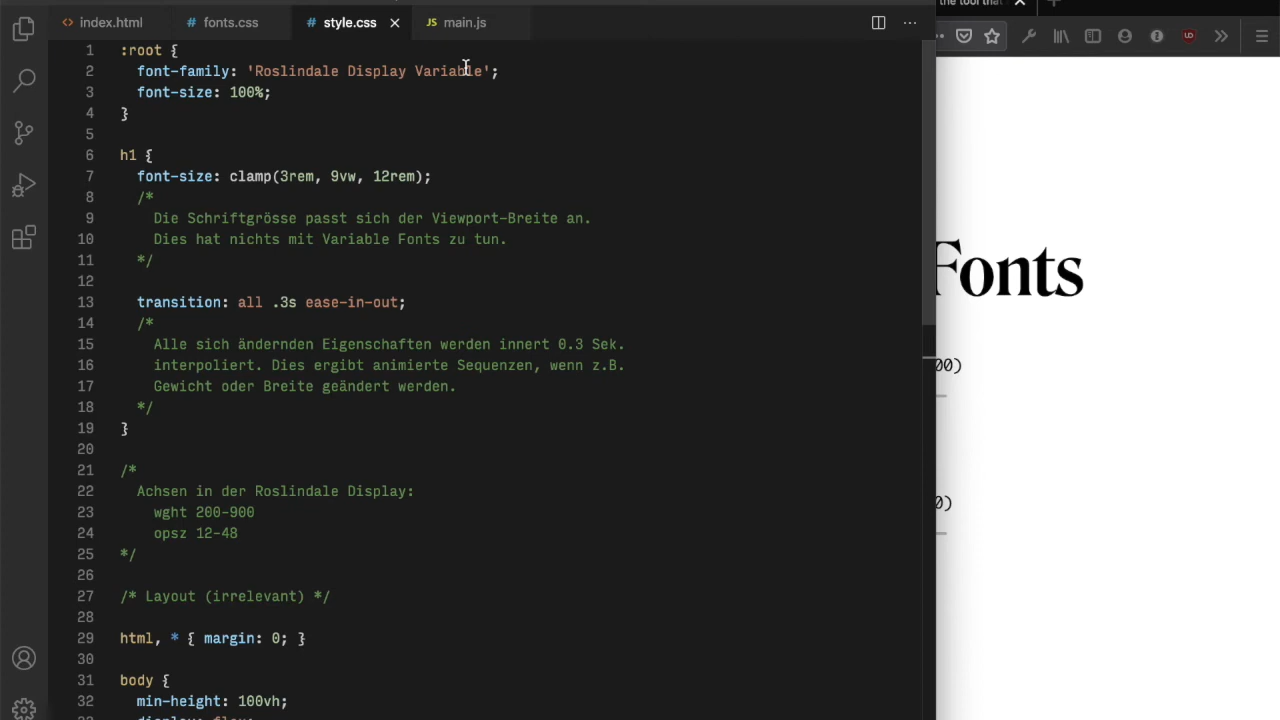 index.html
# fonts.css
# style.css
JS main.js
the tool that
1 :root {
2 font-family: 'Roslindale Display Variable';
3 font-size: 100%;
4 }
5
6 h1 {
7 font-size: clamp(3rem, 9vw, 12rem);
8 /*
9 Die Schriftgrösse passt sich der Viewport-Breite an.
10 Dies hat nichts mit Variable Fonts zu tun.
11 */
12
13 transition: all .3s ease-in-out;
14 /*
15 Alle sich ändernden Eigenschaften werden innert 0.3 Sek.
16 interpoliert. Dies ergibt animierte Sequenzen, wenn z.B.
17 Gewicht oder Breite geändert werden.
18 */
19 }
20
21 /*
22 Achsen in der Roslindale Display:
23 wght 200-900
24 opsz 12-48
25 */
26
27 /* Layout (irrelevant) */
28
29 html, * { margin: 0; }
30
31 body {
32 min-height: 100vh;
Fonts
00)
0)